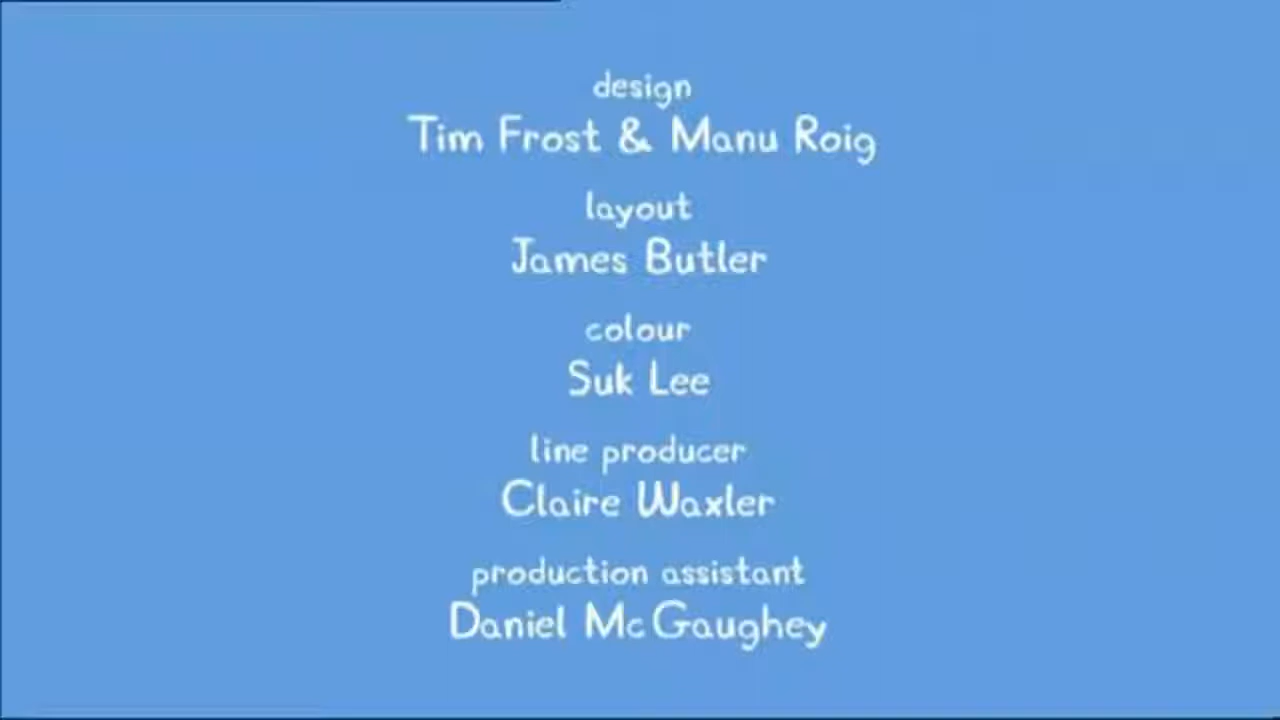 design
Tim Frost & Manu Roig
layout
James Butler
colour
Suk Lee
line producer
Claire Waxler
production assistant
Daniel McGaughey